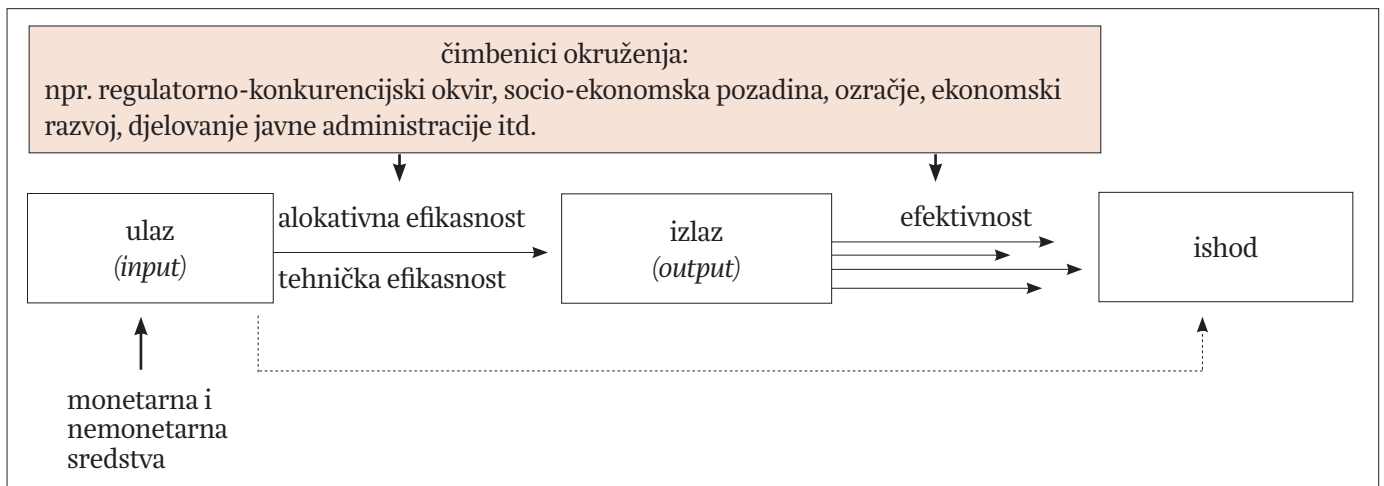 čimbenici okruženja:
npr. regulatorno-konkurencijski okvir, socio-ekonomska pozadina, ozračje, ekonomski
razvoj, djelovanje javne administracije itd.
ulaz
(input)
alokativna efikasnost
tehnička efikasnost
izlaz
(output)
efektivnost
ishod
monetarna i
nemonetarna
sredstva